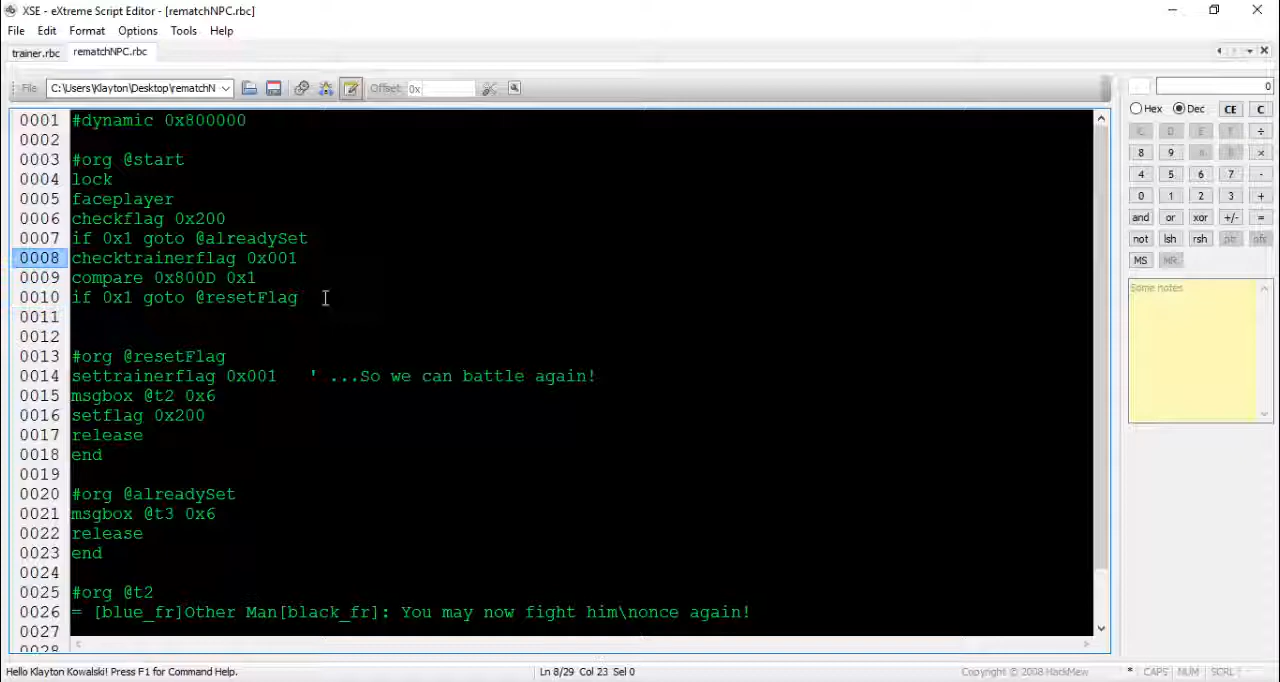 XSE - eXtreme Script Editor - [rematchNPC.rbc]
File Edit Format Options Tools Help
trainer.rbc rematchNPC.rbc
File C:\Users\Klayton\Desktop\rematchN Offset: 0x
0
Hex Dec CE C
0001 #dynamic 0x800000
0002
0003 #org @start
0004 lock
0005 faceplayer
0006 checkflag 0x200
0007 if 0x1 goto @alreadySet
0008 checktrainerflag 0x001
0009 compare 0x800D 0x1
0010 if 0x1 goto @resetFlag
0011
0012
0013 #org @resetFlag
0014 settrainerflag 0x001 ' ...So we can battle again!
0015 msgbox @t2 0x6
0016 setflag 0x200
0017 release
0018 end
0019
0020 #org @alreadySet
0021 msgbox @t3 0x6
0022 release
0023 end
0024
0025 #org @t2
0026 = [blue_fr]Other Man[black_fr]: You may now fight him\nonce again!
0027
0028
C D E F ÷
8 9 A B ×
4 5 6 7 -
0 1 2 3 +
and or xor +/- =
not lsh rsh ptr ofs
MS MR
Some notes
Hello Klayton Kowalski! Press F1 for Command Help.
Ln 8/29 Col 23 Sel 0
Copyright © 2008 HackMew
* CAPS NUM SCRL